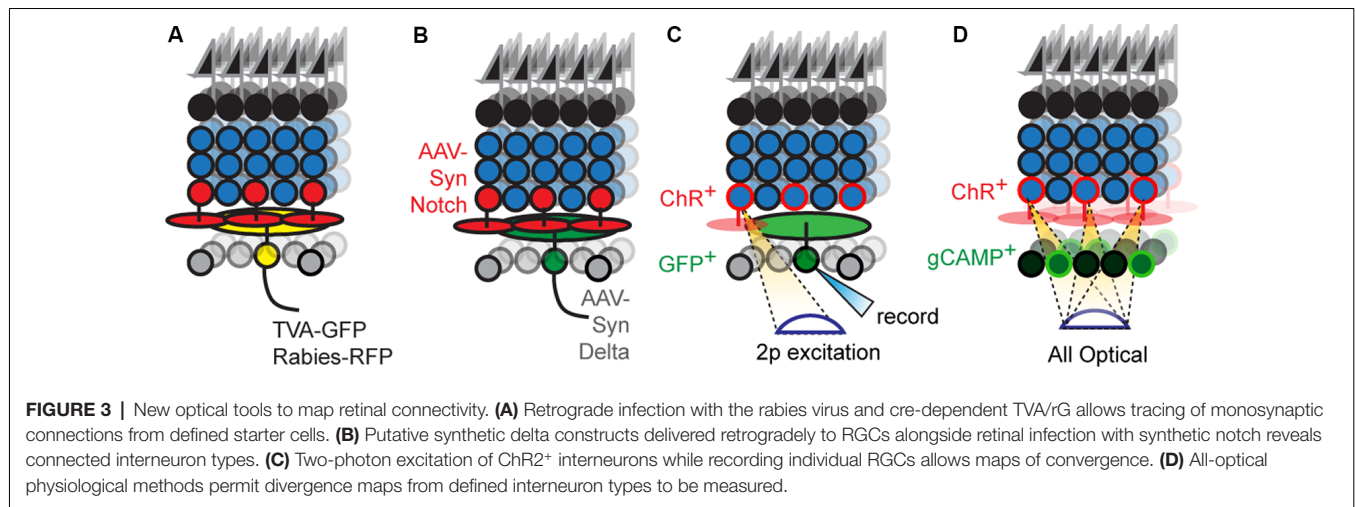 A
B
C
D
AAV-
Syn
Notch
ChR+
ChR+
GFP+
gCAMP+
TVA-GFP
Rabies-RFP
AAV-
Syn
Delta
record
2p excitation
All Optical
FIGURE 3 | New optical tools to map retinal connectivity. (A) Retrograde infection with the rabies virus and cre-dependent TVA/rG allows tracing of monosynaptic
connections from defined starter cells. (B) Putative synthetic delta constructs delivered retrogradely to RGCs alongside retinal infection with synthetic notch reveals
connected interneuron types. (C) Two-photon excitation of ChR2+ interneurons while recording individual RGCs allows maps of convergence. (D) All-optical
physiological methods permit divergence maps from defined interneuron types to be measured.